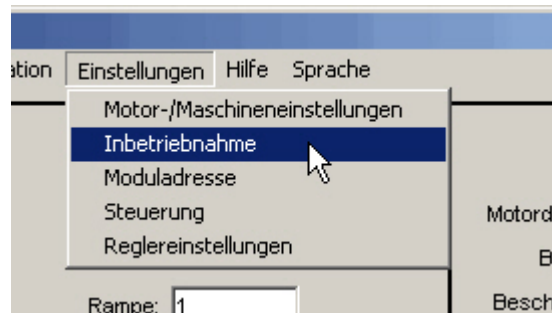 ation Einstellungen Hilfe Sprache
Motor-/Maschineneinstellungen
Inbetriebnahme
Moduladresse
Steuerung
Motord
Reglereinstellungen
B
Rampe: 1
Besch